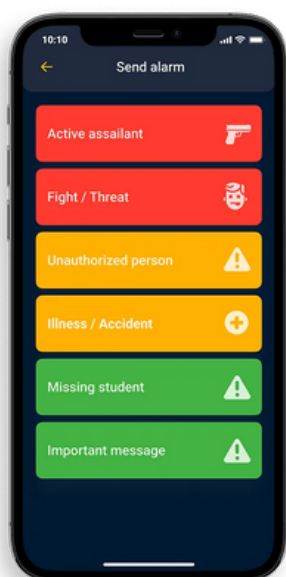 10:10
Send alarm
Active assailant
Fight / Threat
Unauthorized person
Illness / Accident
Missing student
Important message